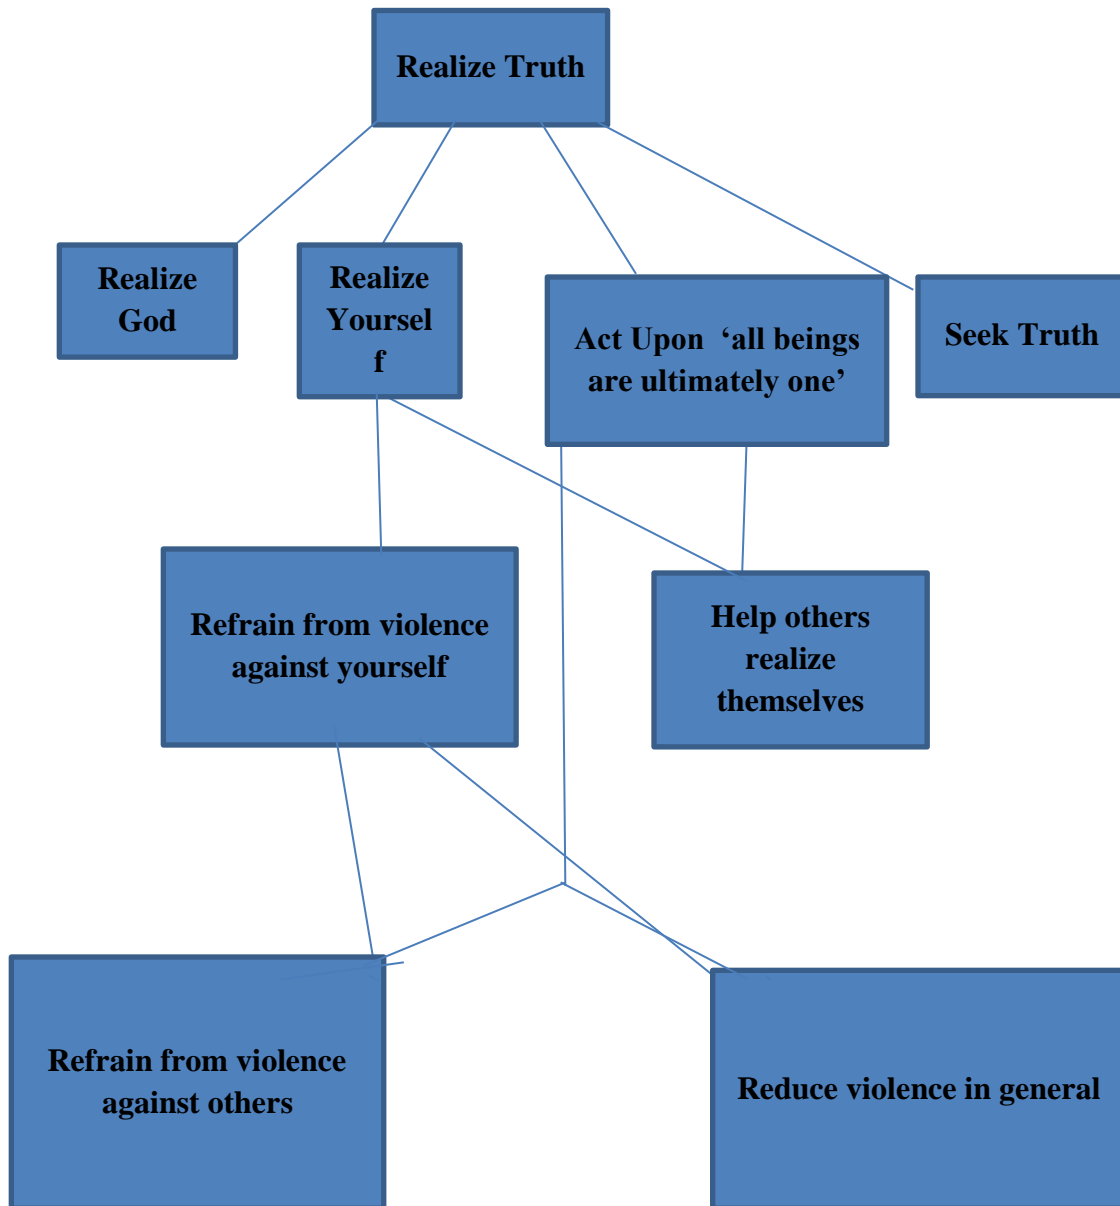 Realize Truth
Realize
God
Realize
Yoursel
f
Act Upon  ‘all beings
are ultimately one’
Seek Truth
Refrain from violence
against yourself
Help others
realize
themselves
Refrain from violence
against others
Reduce violence in general